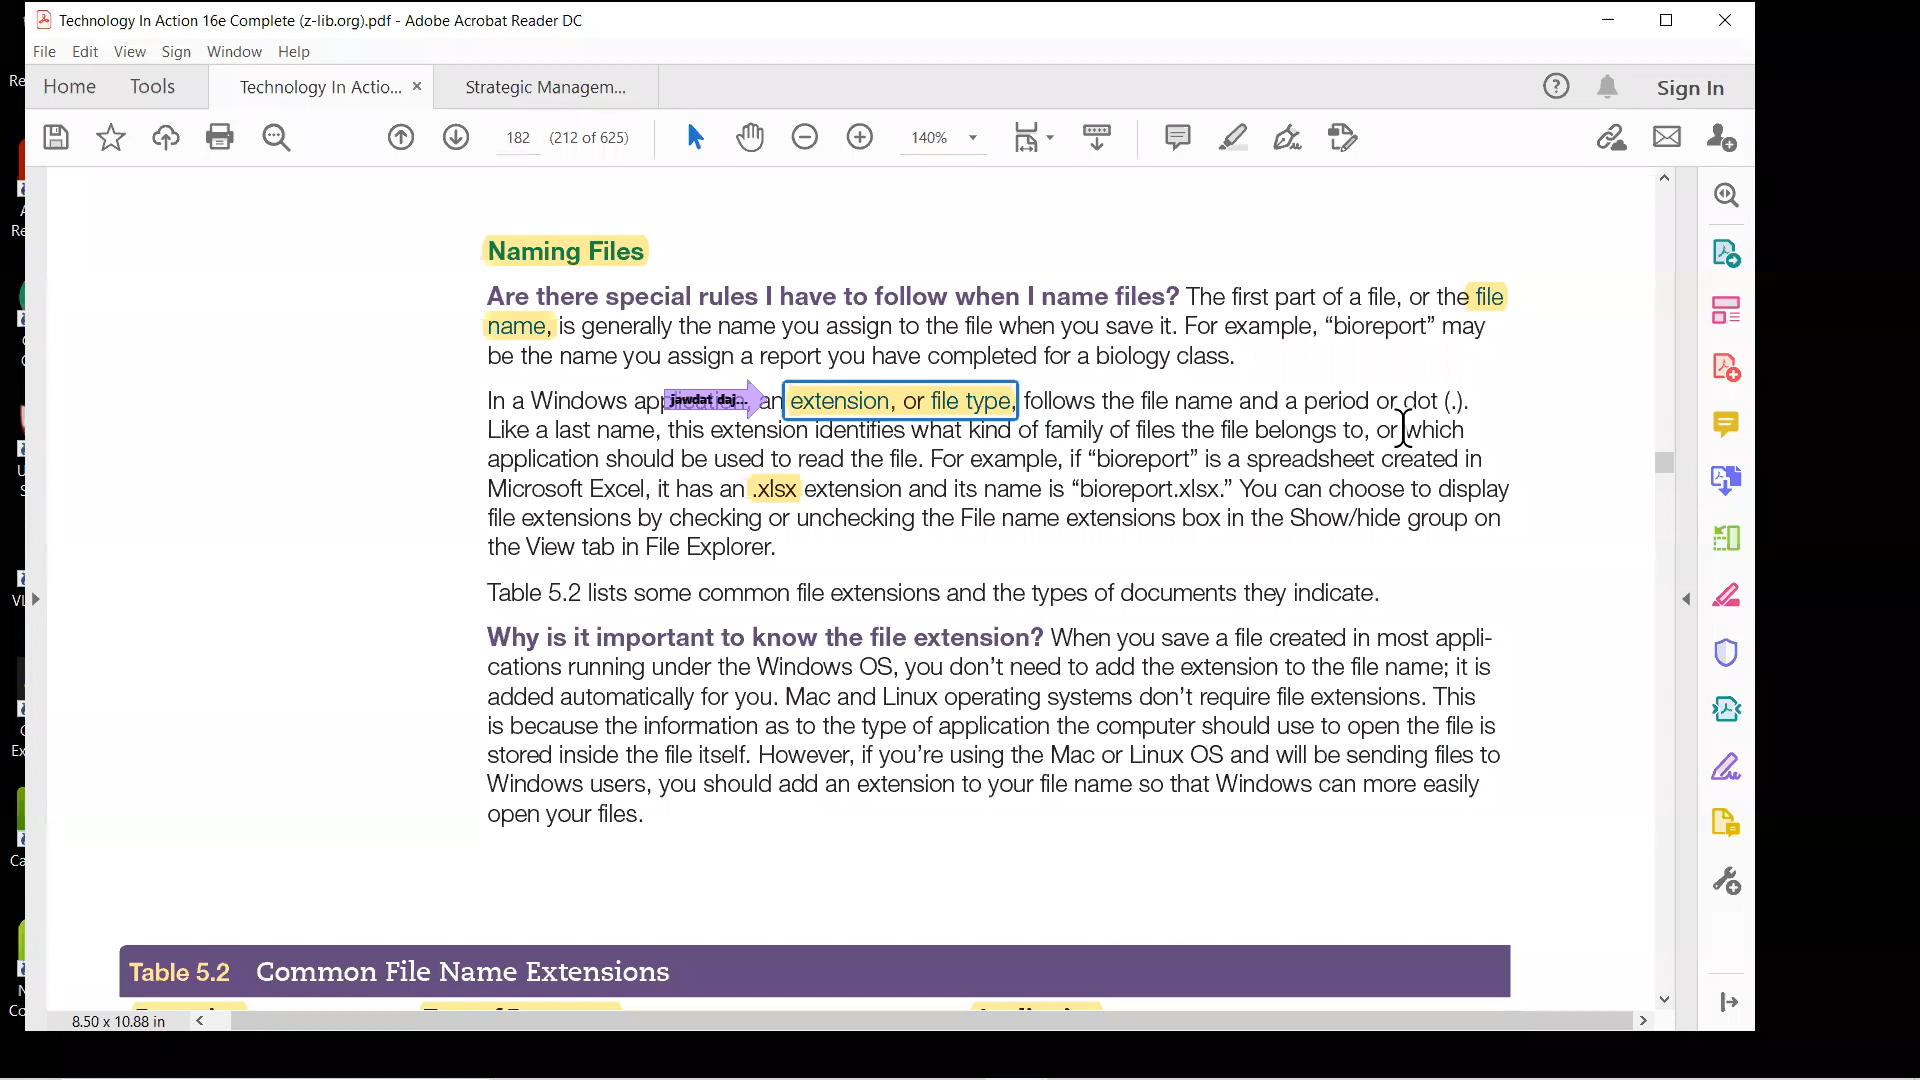 Technology In Action 16e Complete (z-lib.org).pdf - Adobe Acrobat Reader DC
File Edit View Sign Window Help
Home Tools Technology In Actio... × Strategic Managem... Sign In
182 (212 of 625) 140%
Naming Files
Are there special rules I have to follow when I name files? The first part of a file, or the file
name, is generally the name you assign to the file when you save it. For example, “bioreport” may
be the name you assign a report you have completed for a biology class.
In a Windows application, an extension, or file type, follows the file name and a period or dot (.).
jawdat daj...
Like a last name, this extension identifies what kind of family of files the file belongs to, or which
application should be used to read the file. For example, if “bioreport” is a spreadsheet created in
Microsoft Excel, it has an .xlsx extension and its name is “bioreport.xlsx.” You can choose to display
file extensions by checking or unchecking the File name extensions box in the Show/hide group on
the View tab in File Explorer.
Table 5.2 lists some common file extensions and the types of documents they indicate.
Why is it important to know the file extension? When you save a file created in most appli-
cations running under the Windows OS, you don’t need to add the extension to the file name; it is
added automatically for you. Mac and Linux operating systems don’t require file extensions. This
is because the information as to the type of application the computer should use to open the file is
stored inside the file itself. However, if you’re using the Mac or Linux OS and will be sending files to
Windows users, you should add an extension to your file name so that Windows can more easily
open your files.
Table 5.2 Common File Name Extensions
8.50 x 10.88 in